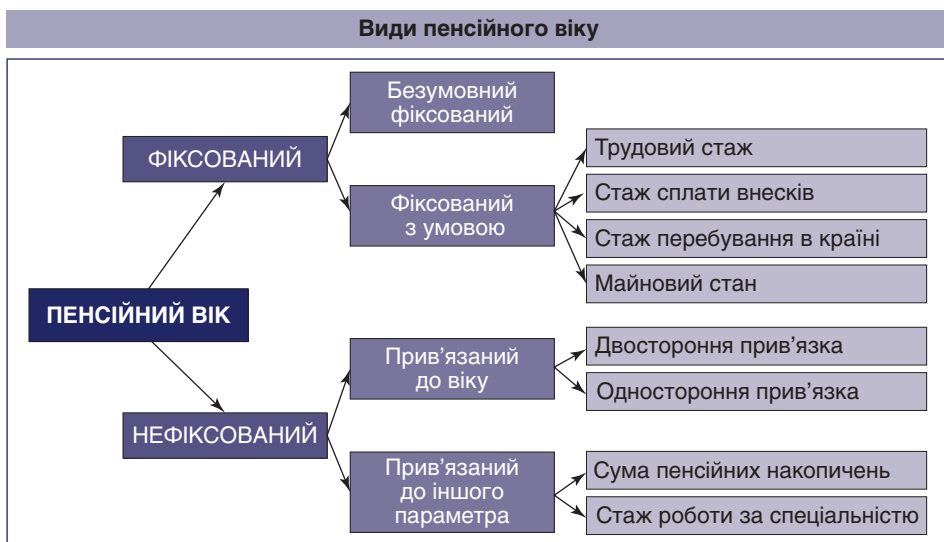 Види пенсійного віку
Безумовний
фіксований
ФІКСОВАНИЙ
Фіксований
з умовою
Трудовий стаж
Стаж сплати внесків
Стаж перебування в країні
Майновий стан
ПЕНСІЙНИЙ ВІК
НЕФІКСОВАНИЙ
Прив'язаний
до віку
Двостороння прив'язка
Одностороння прив'язка
Прив'язаний
до іншого
параметра
Сума пенсійних накопичень
Стаж роботи за спеціальністю